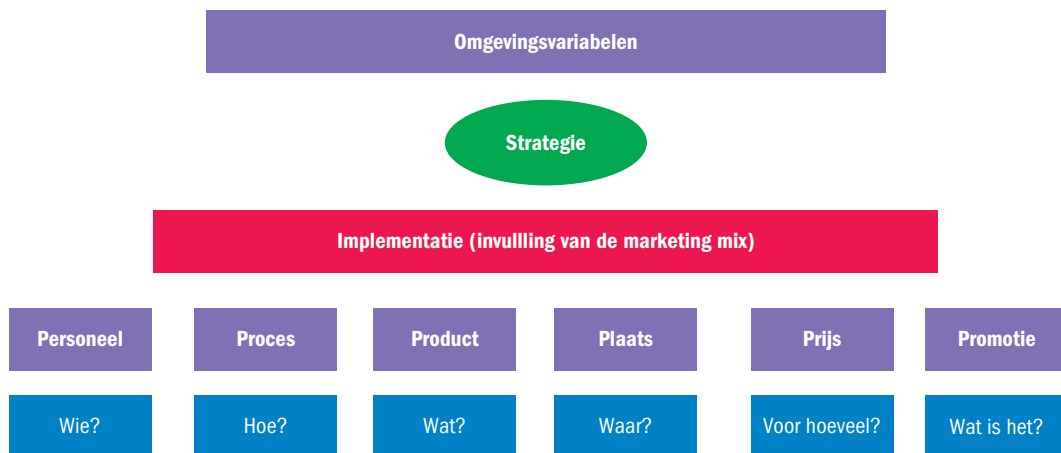 Omgevingsvariabelen
Strategie
Implementatie (invullling van de marketing mix)
Personeel Proces Product Plaats Prijs Promotie
Wie? Hoe? Wat? Waar? Voor hoeveel? Wat is het?